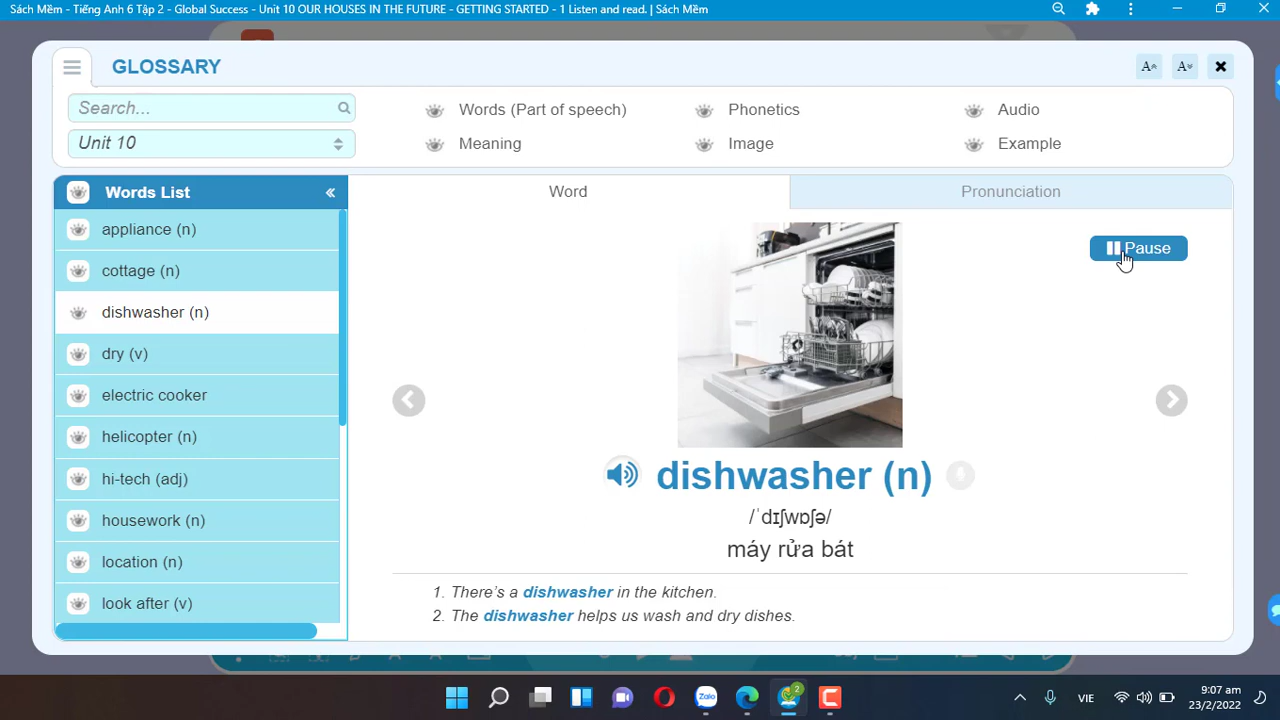 Sách Mềm - Tiếng Anh 6 Tập 2 - Global Success - Unit 10 OUR HOUSES IN THE FUTURE - GETTING STARTED - 1 Listen and read. | Sách Mềm
GLOSSARY
A A
Search...
Words (Part of speech)
Phonetics
Audio
Unit 10
Meaning
Image
Example
Words List
appliance (n)
cottage (n)
dishwasher (n)
dry (v)
electric cooker
helicopter (n)
hi-tech (adj)
housework (n)
location (n)
look after (v)
Word
Pronunciation
Pause
dishwasher (n)
/ˈdɪʃwɒʃə/
máy rửa bát
1. There's a dishwasher in the kitchen.
2. The dishwasher helps us wash and dry dishes.
Zalo
2
VIE
9:07 am
23/2/2022